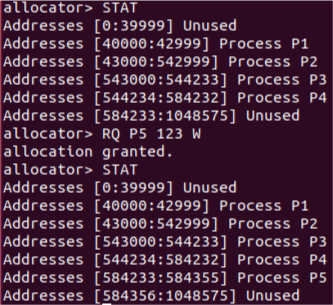 allocator> STAT
Addresses [0:39999] Unused
Addresses [40000:42999] Process P1
Addresses [43000:542999] Process P2
Addresses [543000:544233] Process P3
Addresses [544234:584232] Process P4
Addresses [584233:1048575] Unused
allocator> RQ P5 123 W
allocation granted.
allocator> STAT
Addresses [0:39999] Unused
Addresses [40000:42999] Process P1
Addresses [43000:542999] Process P2
Addresses [543000:544233] Process P3
Addresses [544234:584232] Process P4
Addresses [584233:584355] Process P5
Addresses [584356:1048575] Unused